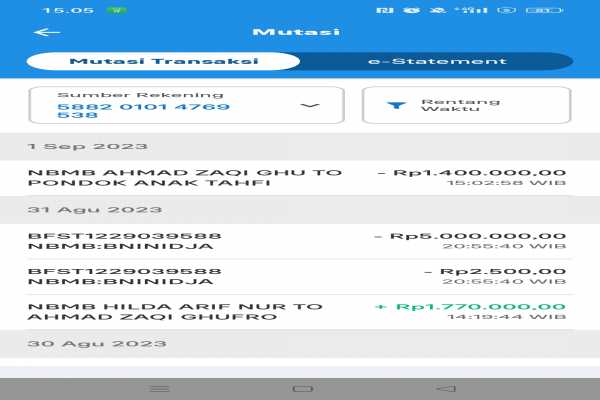 15.05
Mutasi
Mutasi Transaksi
e-Statement
Sumber Rekening
5882 0101 4769
538
Rentang
Waktu
1 Sep 2023
NBMB AHMAD ZAQI GHU TO - Rp1.400.000,00
PONDOK ANAK TAHFI 15:02:58 WIB
31 Agu 2023
BFST1229039588 - Rp5.000.000,00
NBMB:BNINIDJA 20:55:40 WIB
BFST1229039588 - Rp2.500,00
NBMB:BNINIDJA 20:55:40 WIB
NBMB HILDA ARIF NUR TO + Rp1.770.000,00
AHMAD ZAQI GHUFRO 14:19:44 WIB
30 Agu 2023